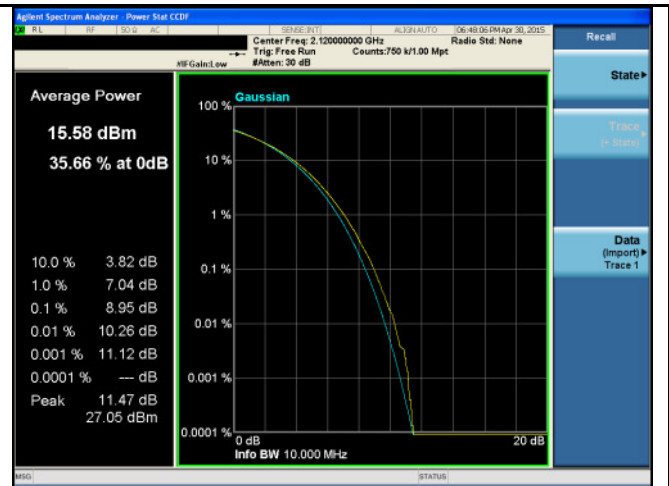 Agilent Spectrum Analyzer - Power Stat CCDF
RL RF 50 Ω AC SENSE:INT ALIGNAUTO 06:48:06 PM Apr 30, 2015
Center Freq: 2.120000000 GHz Radio Std: None
Trig: Free Run Counts:750 k/1.00 Mpt
#IFGain:Low #Atten: 30 dB
Recall
State
Trace
(+ State)
Data
(Import)
Trace 1
Average Power
15.58 dBm
35.66 % at 0dB
10.0 % 3.82 dB
1.0 % 7.04 dB
0.1 % 8.95 dB
0.01 % 10.26 dB
0.001 % 11.12 dB
0.0001 % --- dB
Peak 11.47 dB
27.05 dBm
Gaussian
100 %
10 %
1 %
0.1 %
0.01 %
0.001 %
0.0001 %
0 dB 20 dB
Info BW 10.000 MHz
MSG STATUS